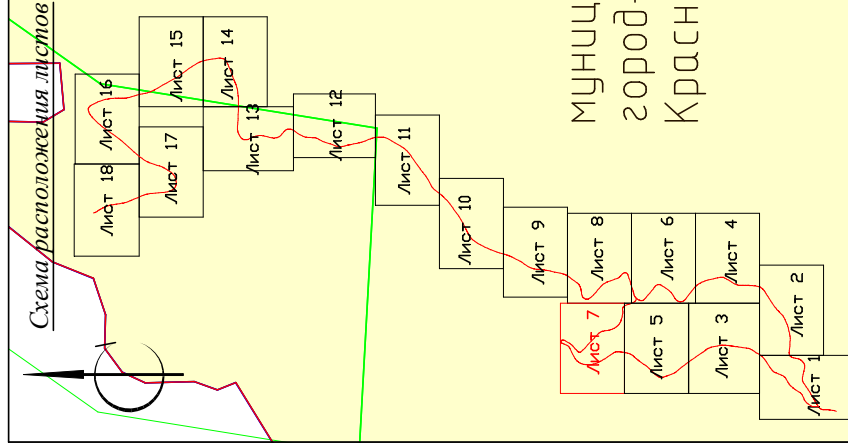 Схема расположения листов
Муниц
город-
Красн
Лист 16
Лист 15
Лист 14
Лист 18
Лист 17
Лист 13
Лист 12
Лист 11
Лист 10
Лист 9
Лист 8
Лист 6
Лист 4
Лист 2
Лист 7
Лист 5
Лист 3
Лист 1